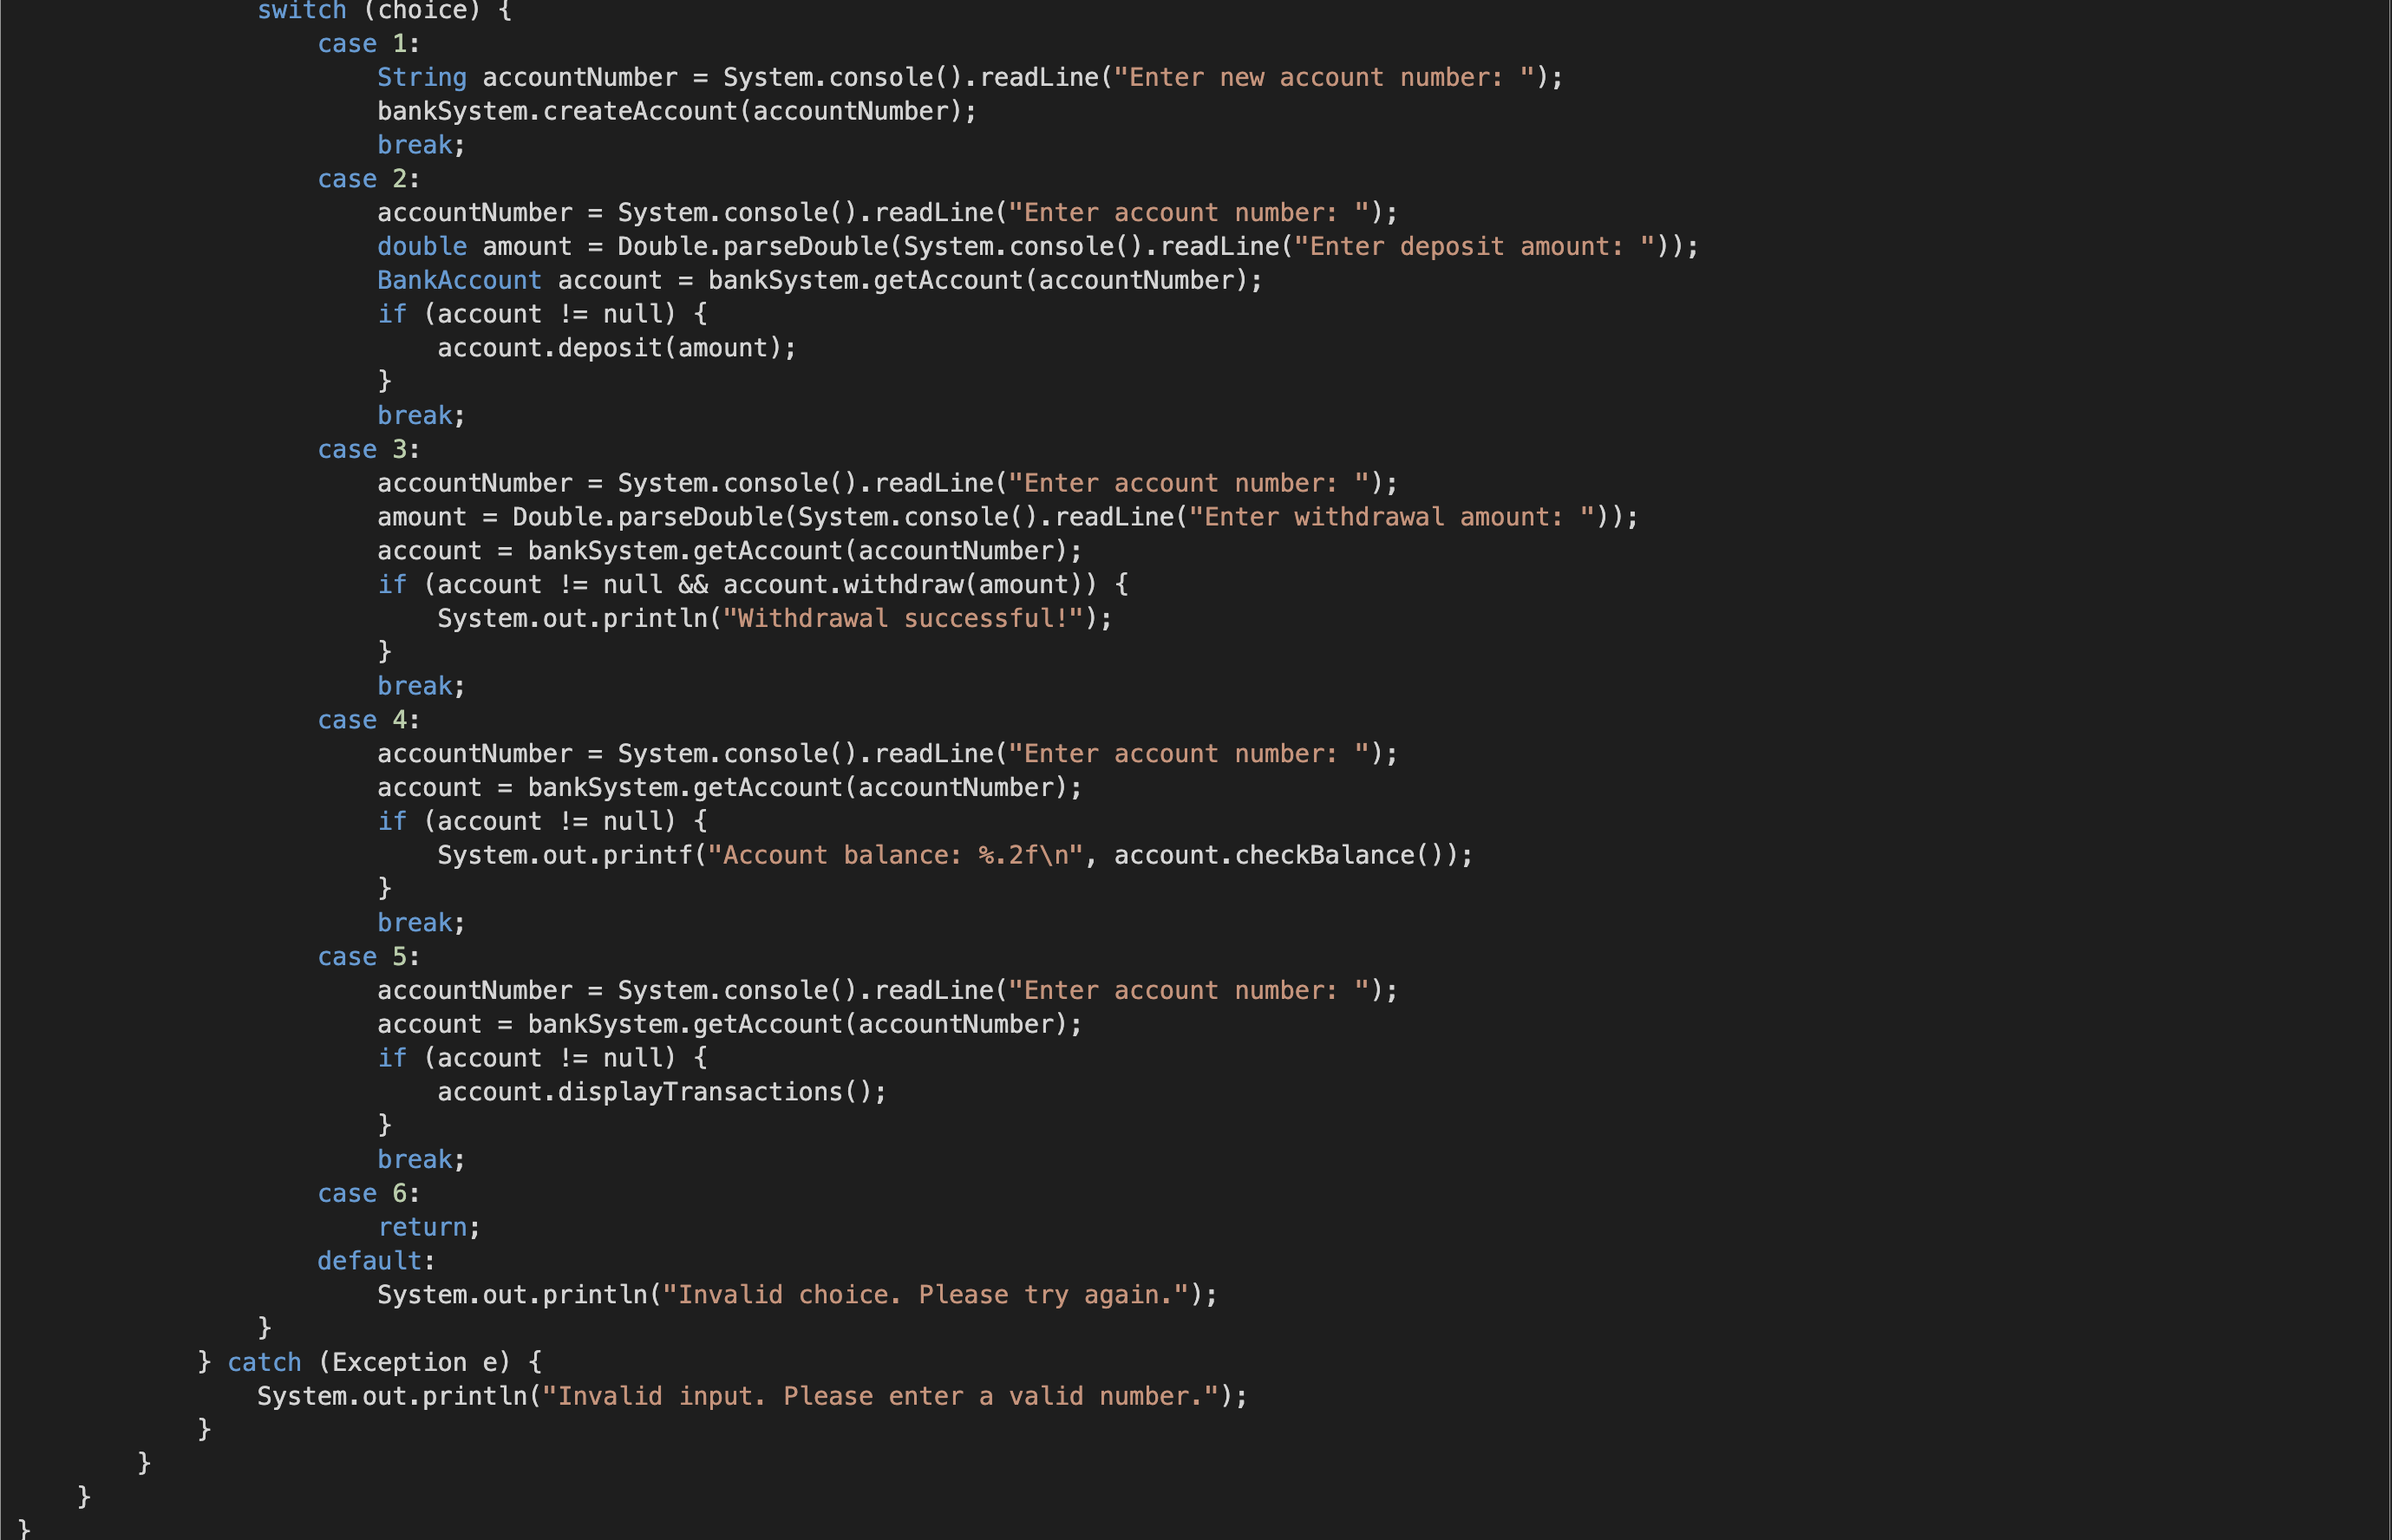 switch (choice) {
case 1:
String accountNumber = System.console().readLine("Enter new account number: ");
bankSystem.createAccount(accountNumber);
break;
case 2:
accountNumber = System.console().readLine("Enter account number: ");
double amount = Double.parseDouble(System.console().readLine("Enter deposit amount: "));
BankAccount account = bankSystem.getAccount(accountNumber);
if (account != null) {
account.deposit(amount);
}
break;
case 3:
accountNumber = System.console().readLine("Enter account number: ");
amount = Double.parseDouble(System.console().readLine("Enter withdrawal amount: "));
account = bankSystem.getAccount(accountNumber);
if (account != null && account.withdraw(amount)) {
System.out.println("Withdrawal successful!");
}
break;
case 4:
accountNumber = System.console().readLine("Enter account number: ");
account = bankSystem.getAccount(accountNumber);
if (account != null) {
System.out.printf("Account balance: %.2f\n", account.checkBalance());
}
break;
case 5:
accountNumber = System.console().readLine("Enter account number: ");
account = bankSystem.getAccount(accountNumber);
if (account != null) {
account.displayTransactions();
}
break;
case 6:
return;
default:
System.out.println("Invalid choice. Please try again.");
}
} catch (Exception e) {
System.out.println("Invalid input. Please enter a valid number.");
}
}
}
}